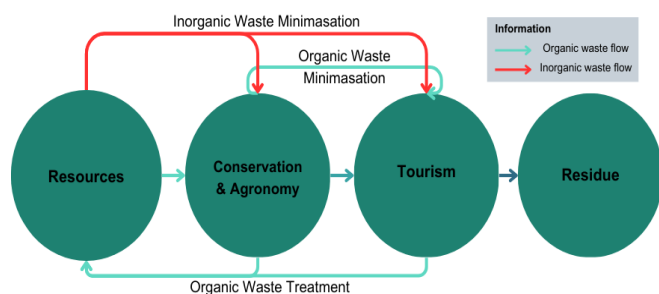 Inorganic Waste Minimasation
Information
Organic waste flow
Inorganic waste flow
Organic Waste
Minimasation
Resources
Conservation
& Agronomy
Tourism
Residue
Organic Waste Treatment